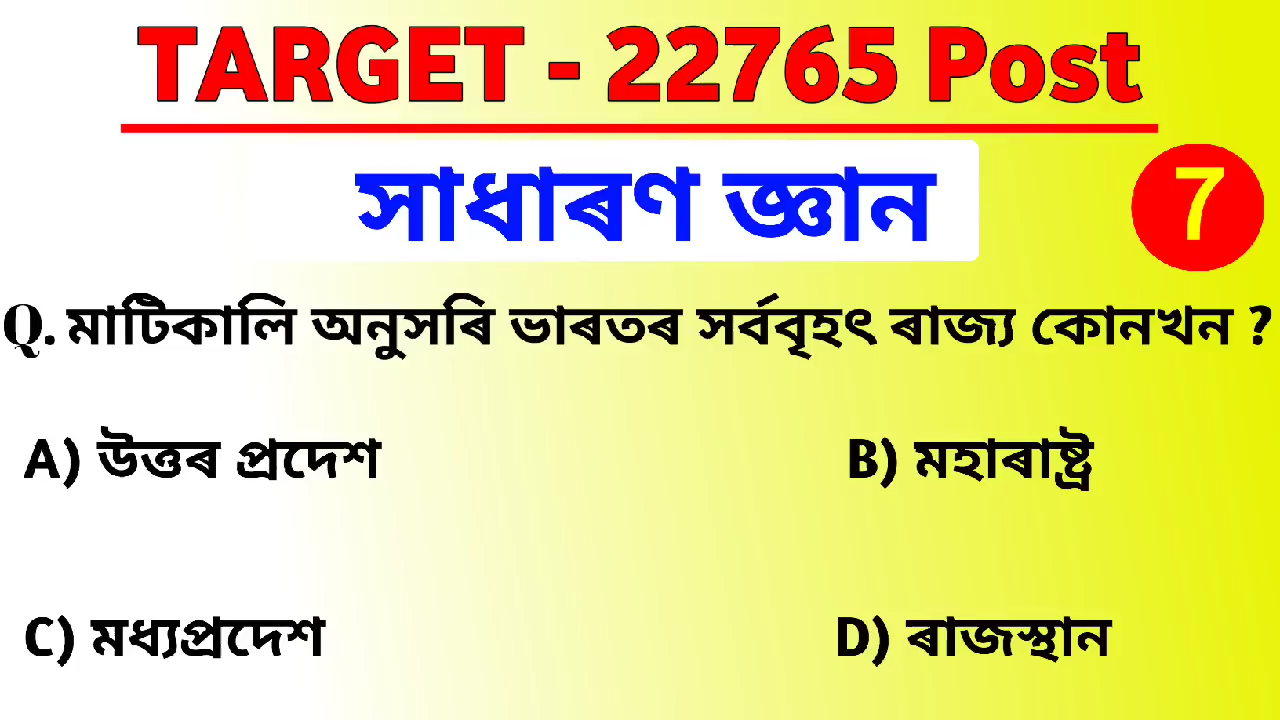 TARGET - 22765 Post
সাধাৰণ জ্ঞান
7
Q. মাটিকালি অনুসৰি ভাৰতৰ সৰ্ববৃহৎ ৰাজ্য কোনখন ?
A) উত্তৰ প্ৰদেশ B) মহাৰাষ্ট্ৰ
C) মধ্যপ্ৰদেশ D) ৰাজস্থান